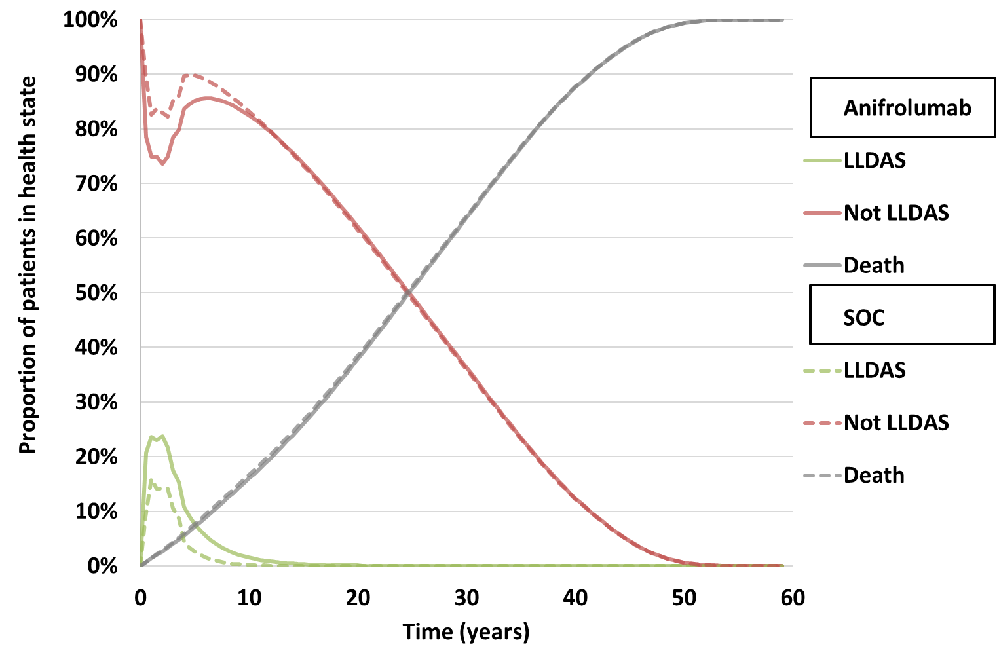 Proportion of patients in health state
100%
90%
80%
70%
60%
50%
40%
30%
20%
10%
0%
0 10 20 30 40 50 60
Time (years)
Anifrolumab
LLDAS
Not LLDAS
Death
SOC
LLDAS
Not LLDAS
Death